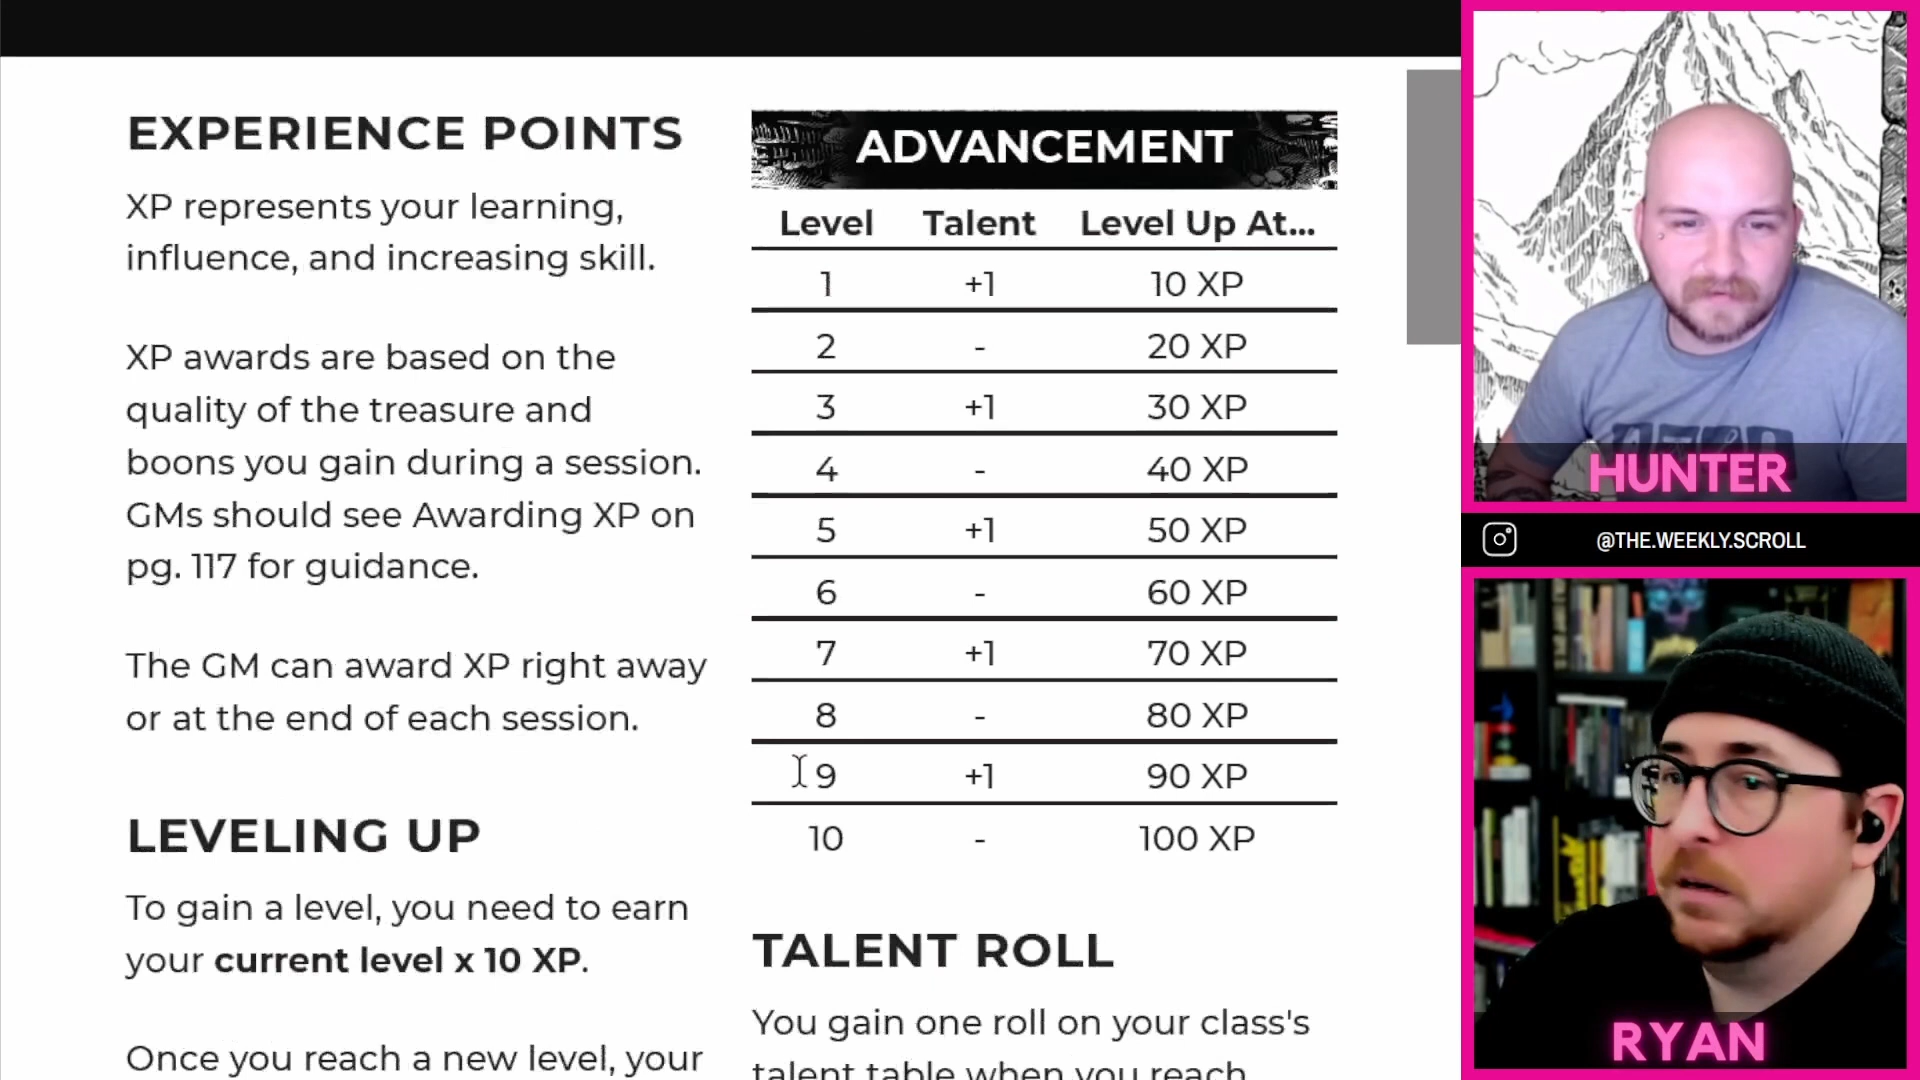 EXPERIENCE POINTS
XP represents your learning,
influence, and increasing skill.
XP awards are based on the
quality of the treasure and
boons you gain during a session.
GMs should see Awarding XP on
pg. 117 for guidance.
The GM can award XP right away
or at the end of each session.
LEVELING UP
To gain a level, you need to earn
your current level x 10 XP.
Once you reach a new level, your
ADVANCEMENT
Level Talent Level Up At...
1 +1 10 XP
2 - 20 XP
3 +1 30 XP
4 - 40 XP
5 +1 50 XP
6 - 60 XP
7 +1 70 XP
8 - 80 XP
9 +1 90 XP
10 - 100 XP
TALENT ROLL
You gain one roll on your class's
talent table when you reach
HUNTER
@THE.WEEKLY.SCROLL
RYAN